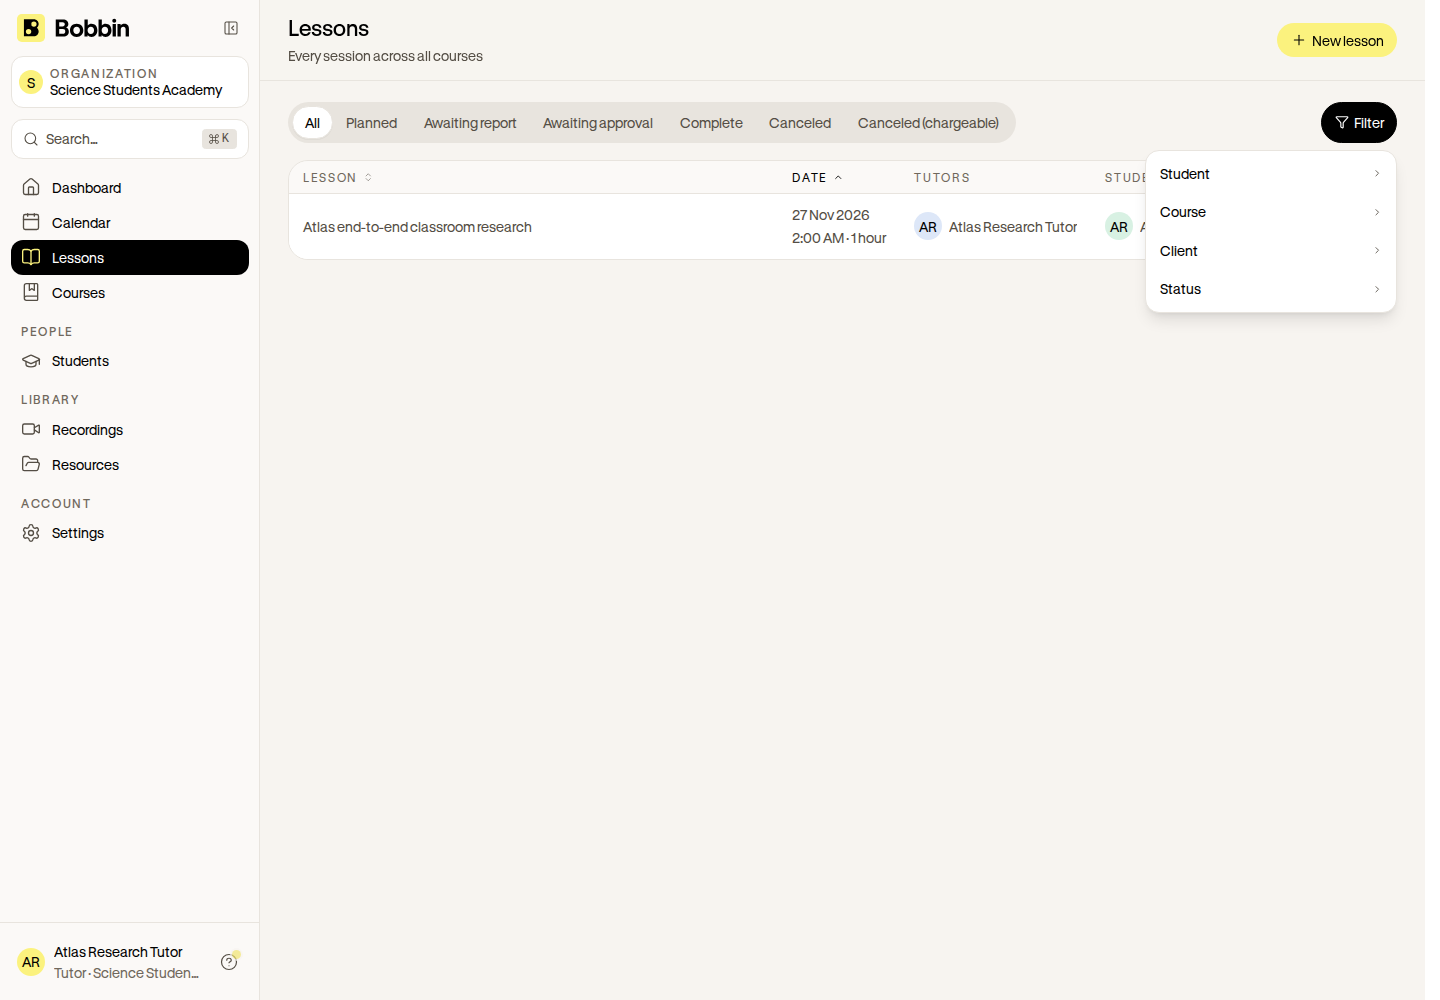 Bobbin
ORGANIZATION
S
Science Students Academy
Search...
⌘K
Dashboard
Calendar
Lessons
Courses
PEOPLE
Students
LIBRARY
Recordings
Resources
ACCOUNT
Settings
AR
Atlas Research Tutor
Tutor · Science Studen...
Lessons
Every session across all courses
New lesson
All
Planned
Awaiting report
Awaiting approval
Complete
Canceled
Canceled (chargeable)
Filter
LESSON
DATE
TUTORS
STUDE
Atlas end-to-end classroom research
27 Nov 2026
2:00 AM · 1 hour
AR
Atlas Research Tutor
AR
A
Student
Course
Client
Status